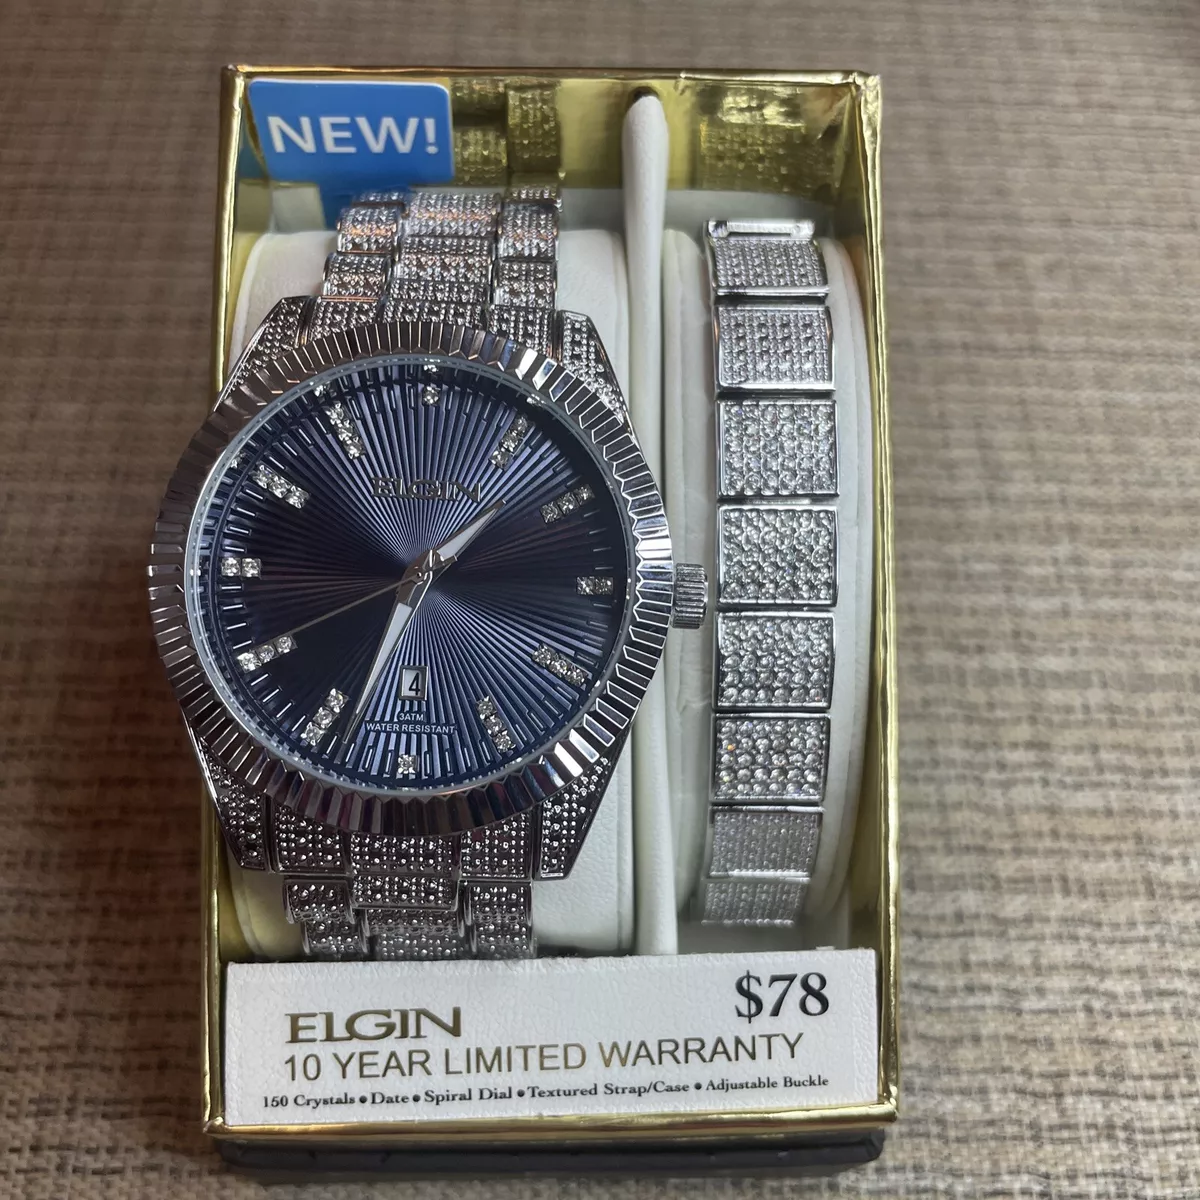 NEW!
ELGIN
4
3ATM
WATER RESISTANT
$78
ELGIN
10 YEAR LIMITED WARRANTY
150 Crystals • Date • Spiral Dial • Textured Strap/Case • Adjustable Buckle